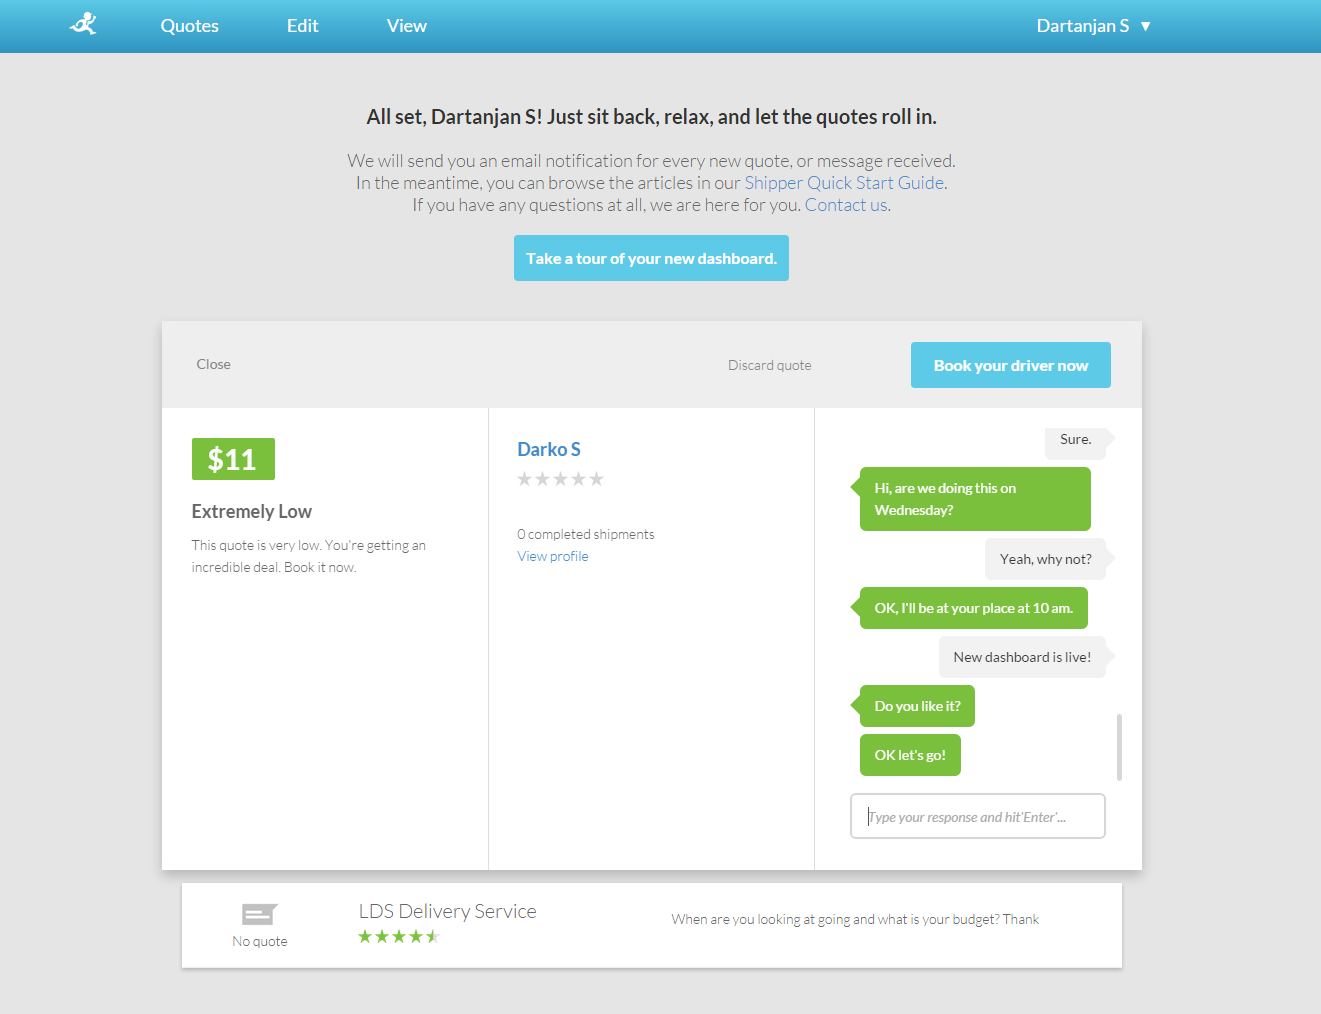 Quotes Edit View Dartanjan S ▼
All set, Dartanjan S! Just sit back, relax, and let the quotes roll in.
We will send you an email notification for every new quote, or message received.
In the meantime, you can browse the articles in our Shipper Quick Start Guide.
If you have any questions at all, we are here for you. Contact us.
Take a tour of your new dashboard.
Close Discard quote Book your driver now
$11
Extremely Low
This quote is very low. You're getting an
incredible deal. Book it now.
Darko S
0 completed shipments
View profile
Sure.
Hi, are we doing this on
Wednesday?
Yeah, why not?
OK, I'll be at your place at 10 am.
New dashboard is live!
Do you like it?
OK let's go!
Type your response and hit'Enter'...
No quote
LDS Delivery Service
When are you looking at going and what is your budget? Thank